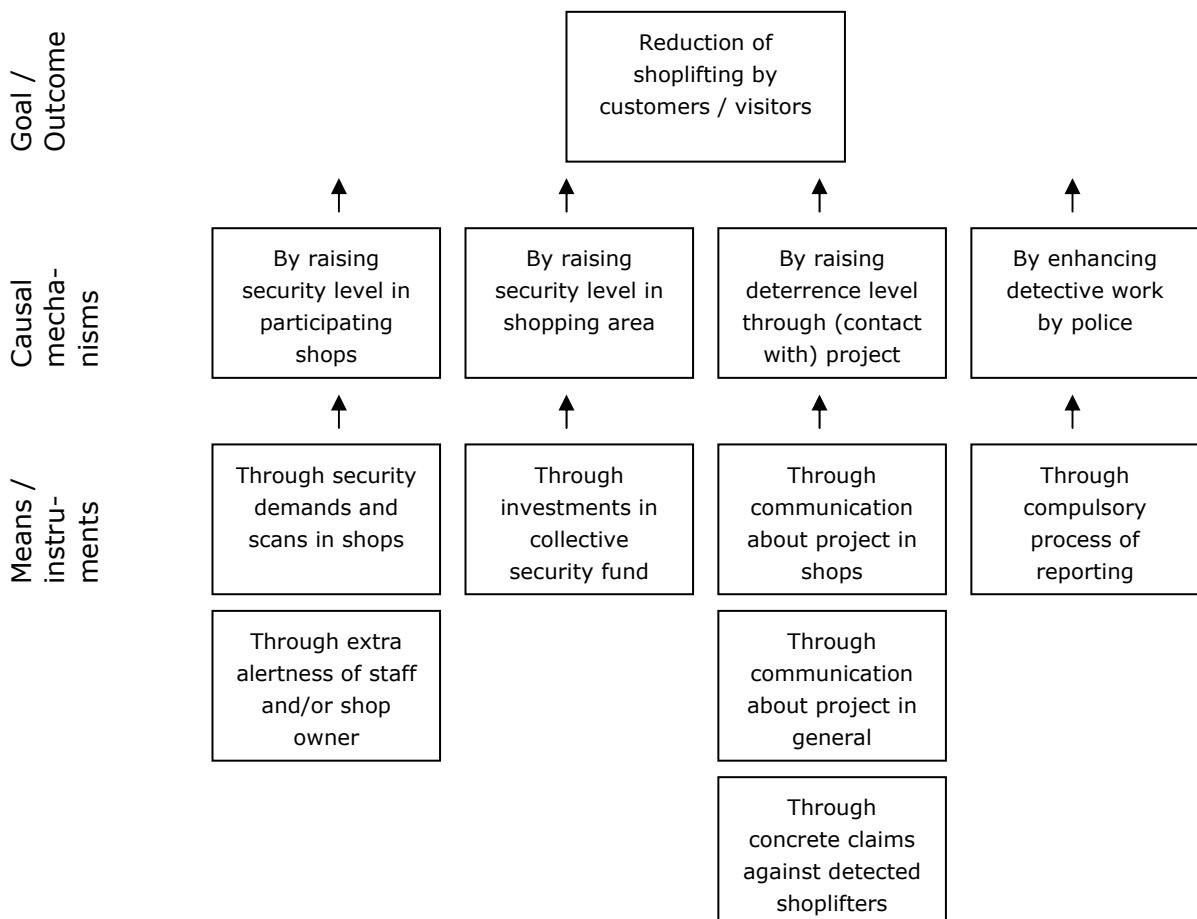 Goal /
Outcome
Reduction of
shoplifting by
customers / visitors
Causal
mecha-
nisms
By raising
security level in
participating
shops
By raising
security level in
shopping area
By raising
deterrence level
through (contact
with) project
By enhancing
detective work
by police
Means /
instru-
ments
Through security
demands and
scans in shops
Through
investments in
collective
security fund
Through
communication
about project in
shops
Through
compulsory
process of
reporting
Through extra
alertness of staff
and/or shop
owner
Through
communication
about project in
general
Through
concrete claims
against detected
shoplifters